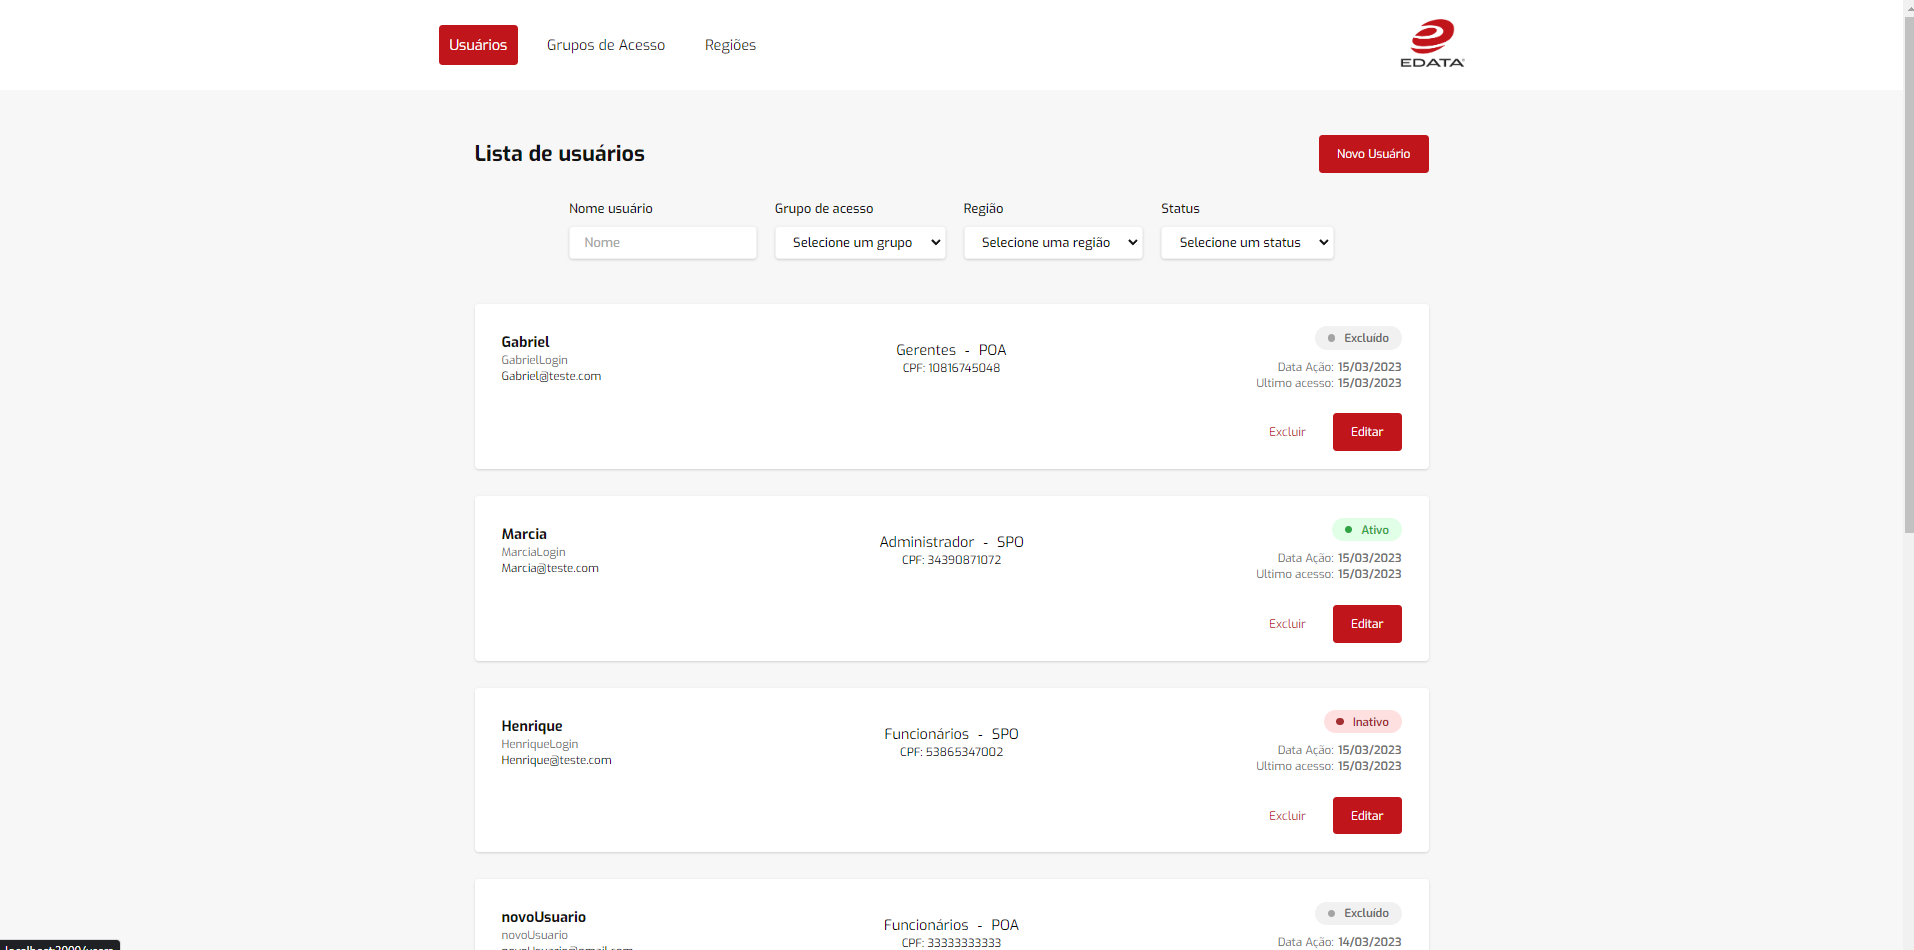 Usuários Grupos de Acesso Regiões
EDATA
Lista de usuários
Novo Usuário
Nome usuário Grupo de acesso Região Status
Nome Selecione um grupo Selecione uma região Selecione um status
Gabriel
GabrielLogin
Gabriel@teste.com
Gerentes - POA
CPF: 10816745048
Excluído
Data Ação: 15/03/2023
Ultimo acesso: 15/03/2023
Excluir Editar
Marcia
MarciaLogin
Marcia@teste.com
Administrador - SPO
CPF: 34390871072
Ativo
Data Ação: 15/03/2023
Ultimo acesso: 15/03/2023
Excluir Editar
Henrique
HenriqueLogin
Henrique@teste.com
Funcionários - SPO
CPF: 53865347002
Inativo
Data Ação: 15/03/2023
Ultimo acesso: 15/03/2023
Excluir Editar
novoUsuario
novoUsuario
Funcionários - POA
CPF: 33333333333
Excluído
Data Ação: 14/03/2023